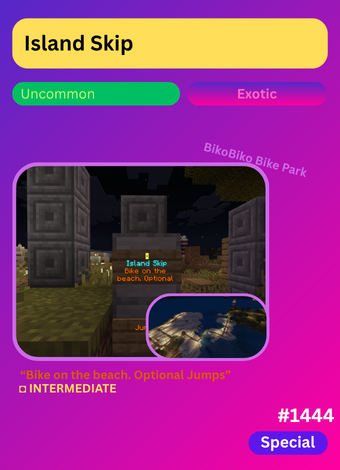 Island Skip
Uncommon
Exotic
BikoBiko Bike Park
Island Skip
Bike on the
beach. Optional
Jum
“Bike on the beach. Optional Jumps”
INTERMEDIATE
#1444
Special